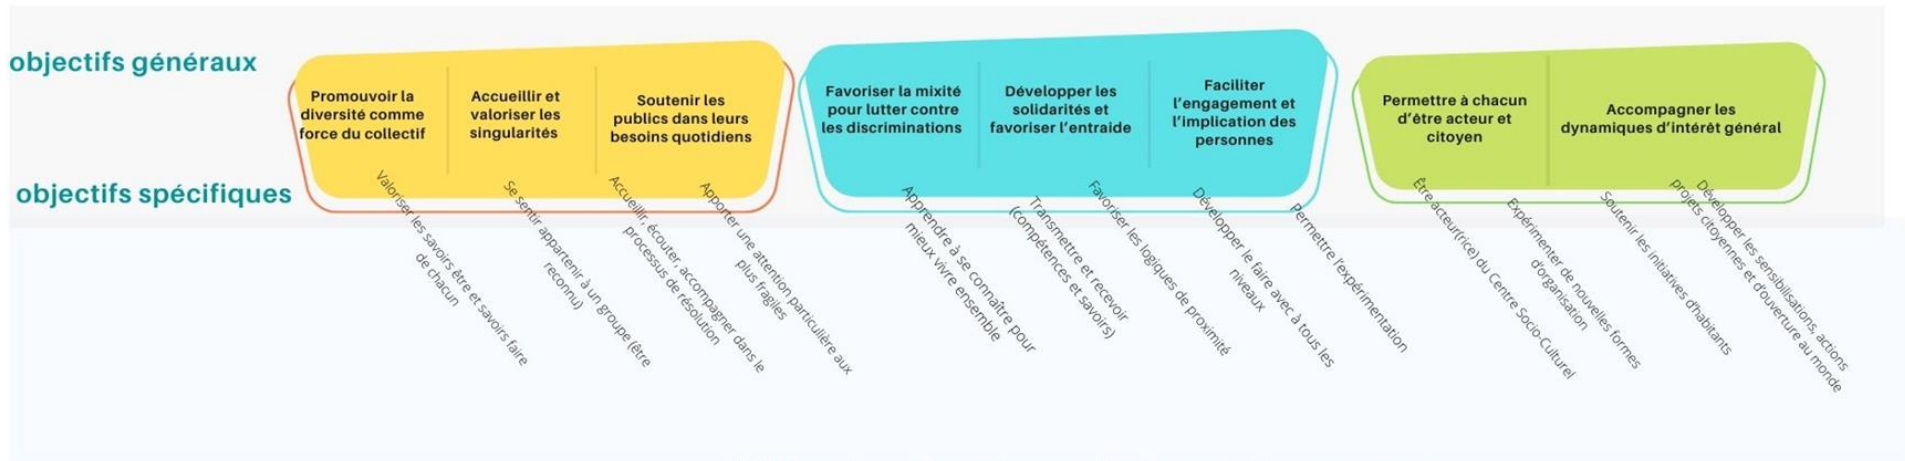 objectifs généraux
Promouvoir la
diversité comme
force du collectif
Accueillir et
valoriser les
singularités
Soutenir les
publics dans leurs
besoins quotidiens
Favoriser la mixité
pour lutter contre
les discriminations
Développer les
solidarités et
favoriser l'entraide
Faciliter
l'engagement et
l'implication des
personnes
Permettre à chacun
d'être acteur et
citoyen
Accompagner les
dynamiques d'intérêt général
objectifs spécifiques
Valoriser les savoirs être et savoirs faire
de chacun
Se sentir appartenir à un groupe (être
reconnu)
Accueillir, écouter, accompagner dans le
processus de résolution
Apporter une attention particulière aux
plus fragiles
Apprendre à se connaître pour
mieux vivre ensemble
Transmettre et recevoir
(compétences et savoirs)
Favoriser les logiques de proximité
Développer le faire avec à tous les
niveaux
Permettre l'expérimentation
Être acteur(rice) du Centre Socio-Culturel
Expérimenter de nouvelles formes
d'organisation
Soutenir les initiatives d'habitants
Développer les sensibilisations, actions
projets citoyennes et d'ouverture au monde